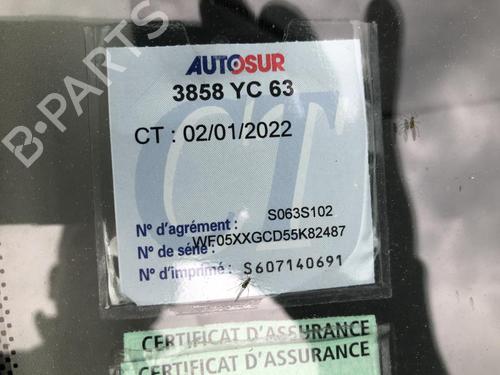 B-PARTS
AUTOSUR
3858 YC 63
CT : 02/01/2022
CT
N° d'agrément : S063S102
N° de série : WF05XXGCD55K82487
N° d'imprimé : S607140691
CERTIFICAT D'ASSURANCE
CERTIFICAT D'ASSURANCE